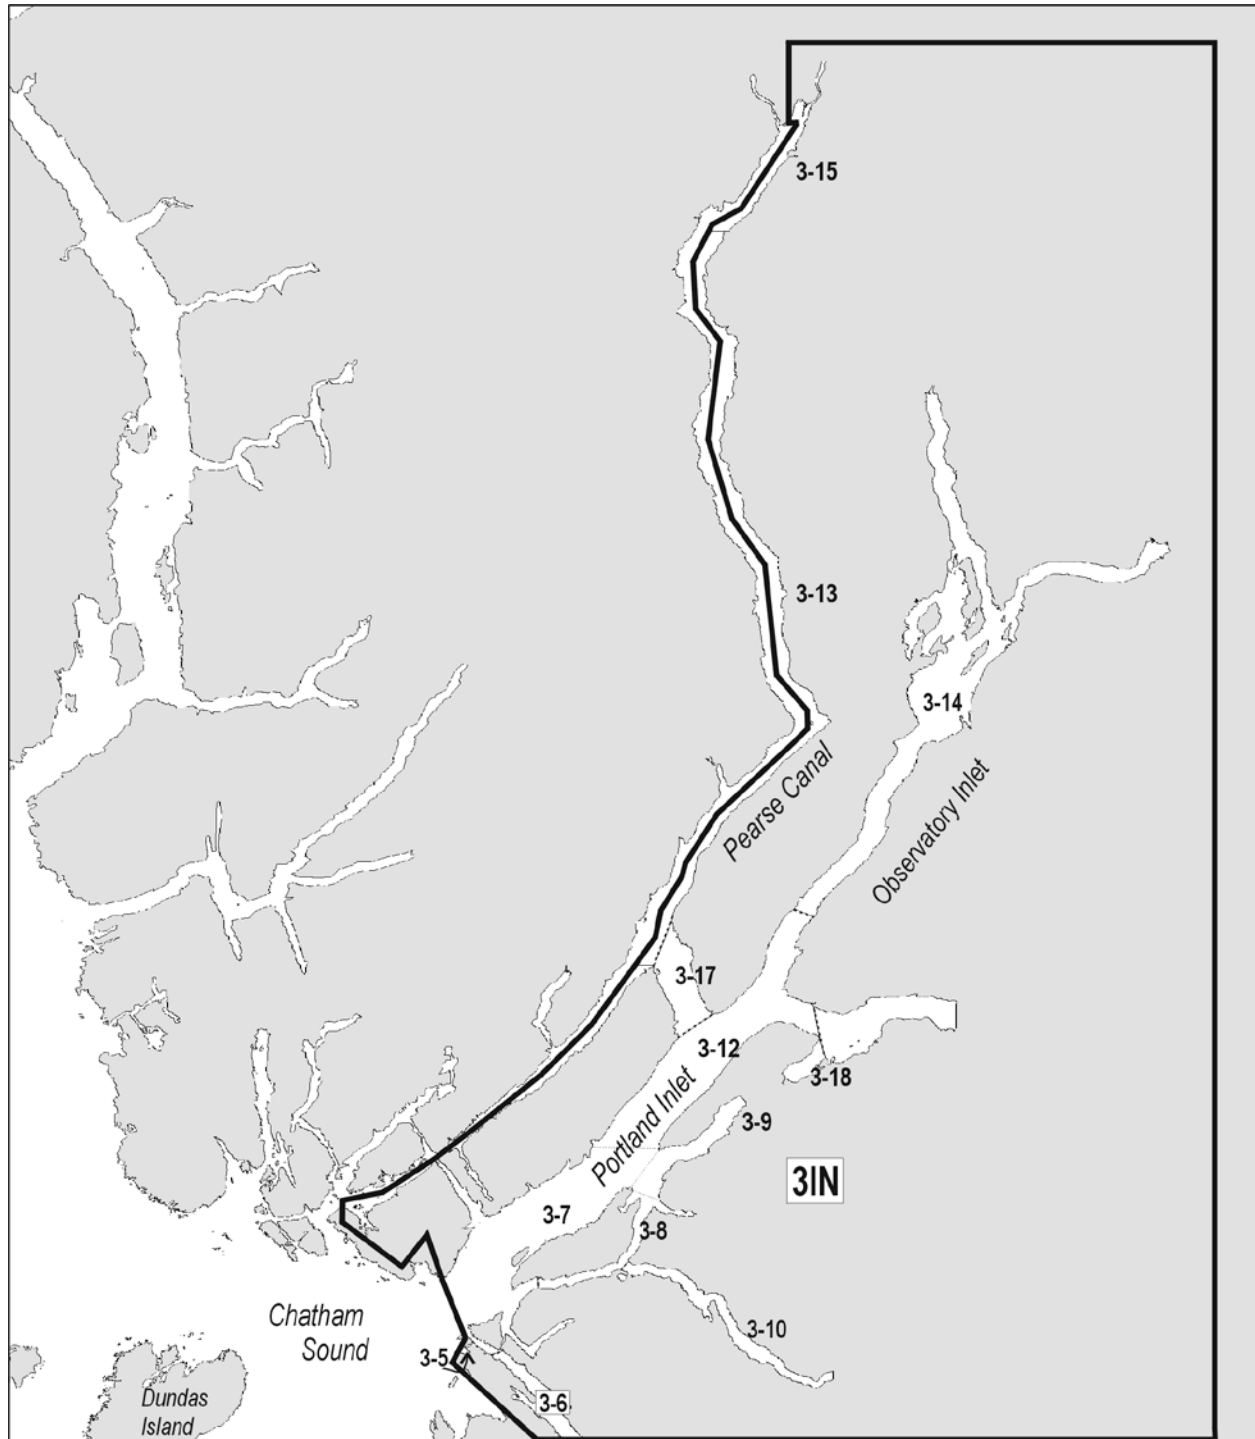 3-15
3-13
3-14
Pearse Canal
Observatory Inlet
3-17
3-12
3-18
3-9
Portland Inlet
3IN
3-7
3-8
Chatham
Sound
3-10
3-5
Dundas
Island
3-6